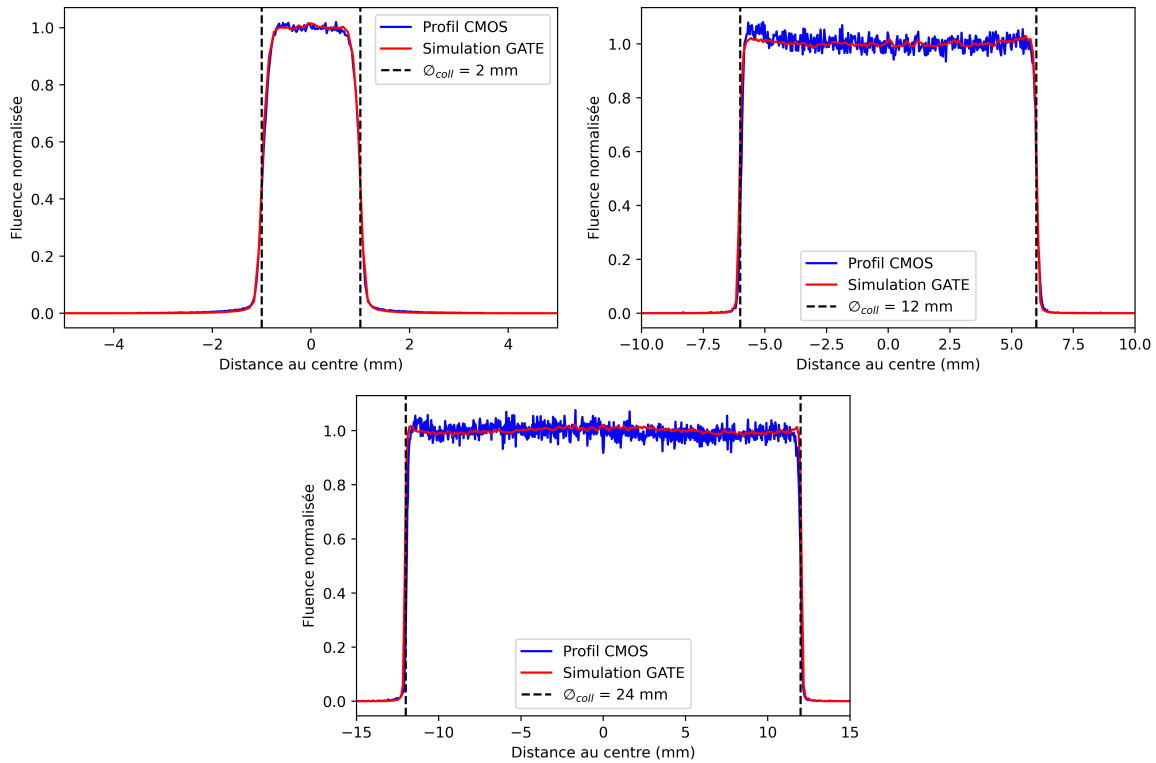 Fluence normalisée
1.0
0.8
0.6
0.4
0.2
0.0
Profil CMOS
Simulation GATE
∅coll = 2 mm
−4
−2
0
2
4
Distance au centre (mm)
Fluence normalisée
1.0
0.8
0.6
0.4
0.2
0.0
Profil CMOS
Simulation GATE
∅coll = 12 mm
−10.0
−7.5
−5.0
−2.5
0.0
2.5
5.0
7.5
10.0
Distance au centre (mm)
Fluence normalisée
1.0
0.8
0.6
0.4
0.2
0.0
Profil CMOS
Simulation GATE
∅coll = 24 mm
−15
−10
−5
0
5
10
15
Distance au centre (mm)